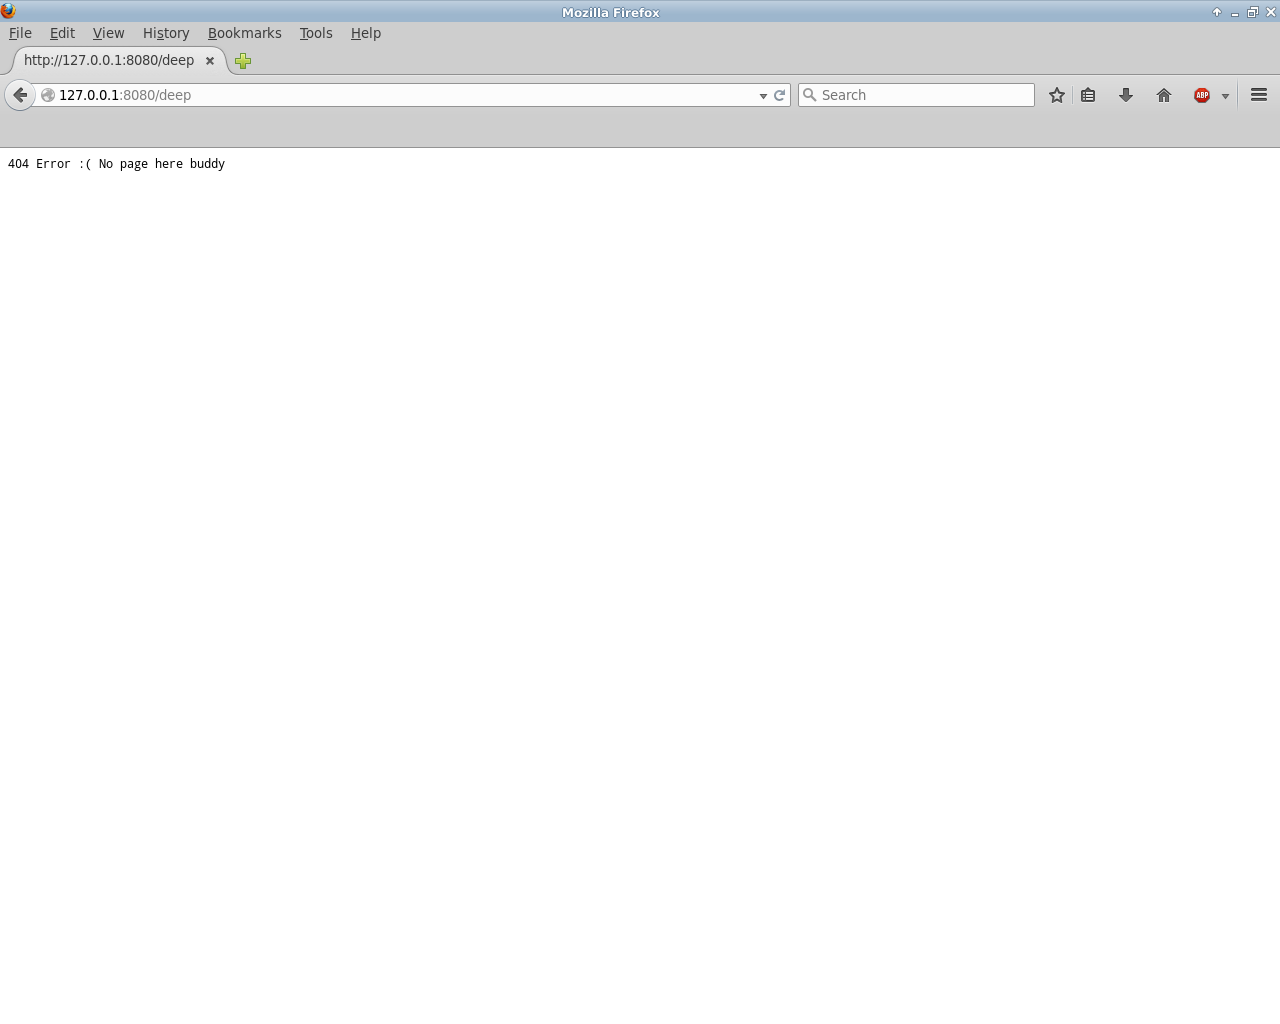 Mozilla Firefox
File Edit View History Bookmarks Tools Help
http://127.0.0.1:8080/deep
127.0.0.1:8080/deep
Search
ABP
404 Error :( No page here buddy